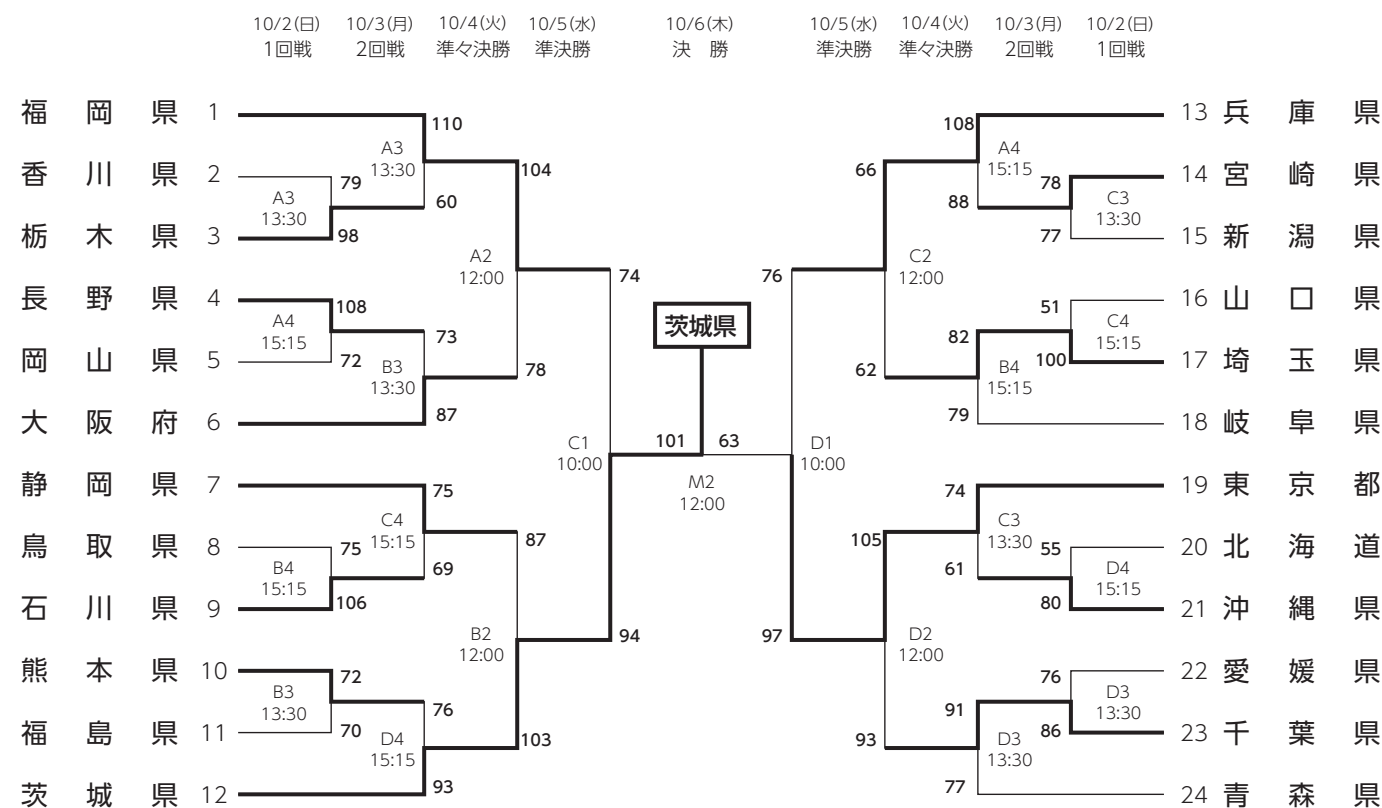 10/2(日) 10/3(月) 10/4(火) 10/5(水) 10/6(木) 10/5(水) 10/4(火) 10/3(月) 10/2(日)
1回戦 2回戦 準々決勝 準決勝 決 勝 準決勝 準々決勝 2回戦 1回戦
福 岡 県 1 110 108 13 兵 庫 県
A3 A4
13:30 15:15
香 川 県 2 79 104 66 78 14 宮 崎 県
A3 60 88 C3
13:30 13:30
栃 木 県 3 98 77 15 新 潟 県
A2 C2
12:00 12:00
74 76
長 野 県 4 108 51 16 山 口 県
A4 茨城県 C4
15:15 15:15
73 82
岡 山 県 5 72 100 17 埼 玉 県
B3 78 62 B4
13:30 15:15
大 阪 府 6 87 79 18 岐 阜 県
C1 101 63 D1
10:00 10:00
M2
12:00
静 岡 県 7 75 74 19 東 京 都
C4 C3
15:15 13:30
鳥 取 県 8 75 87 105 55 20 北 海 道
B4 69 61 D4
15:15 15:15
石 川 県 9 106 80 21 沖 縄 県
B2 94 97 D2
12:00 12:00
熊 本 県 10 72 76 22 愛 媛 県
B3 D3
13:30 13:30
76 91
福 島 県 11 70 103 93 86 23 千 葉 県
D4 D3
15:15 13:30
茨 城 県 12 93 77 24 青 森 県